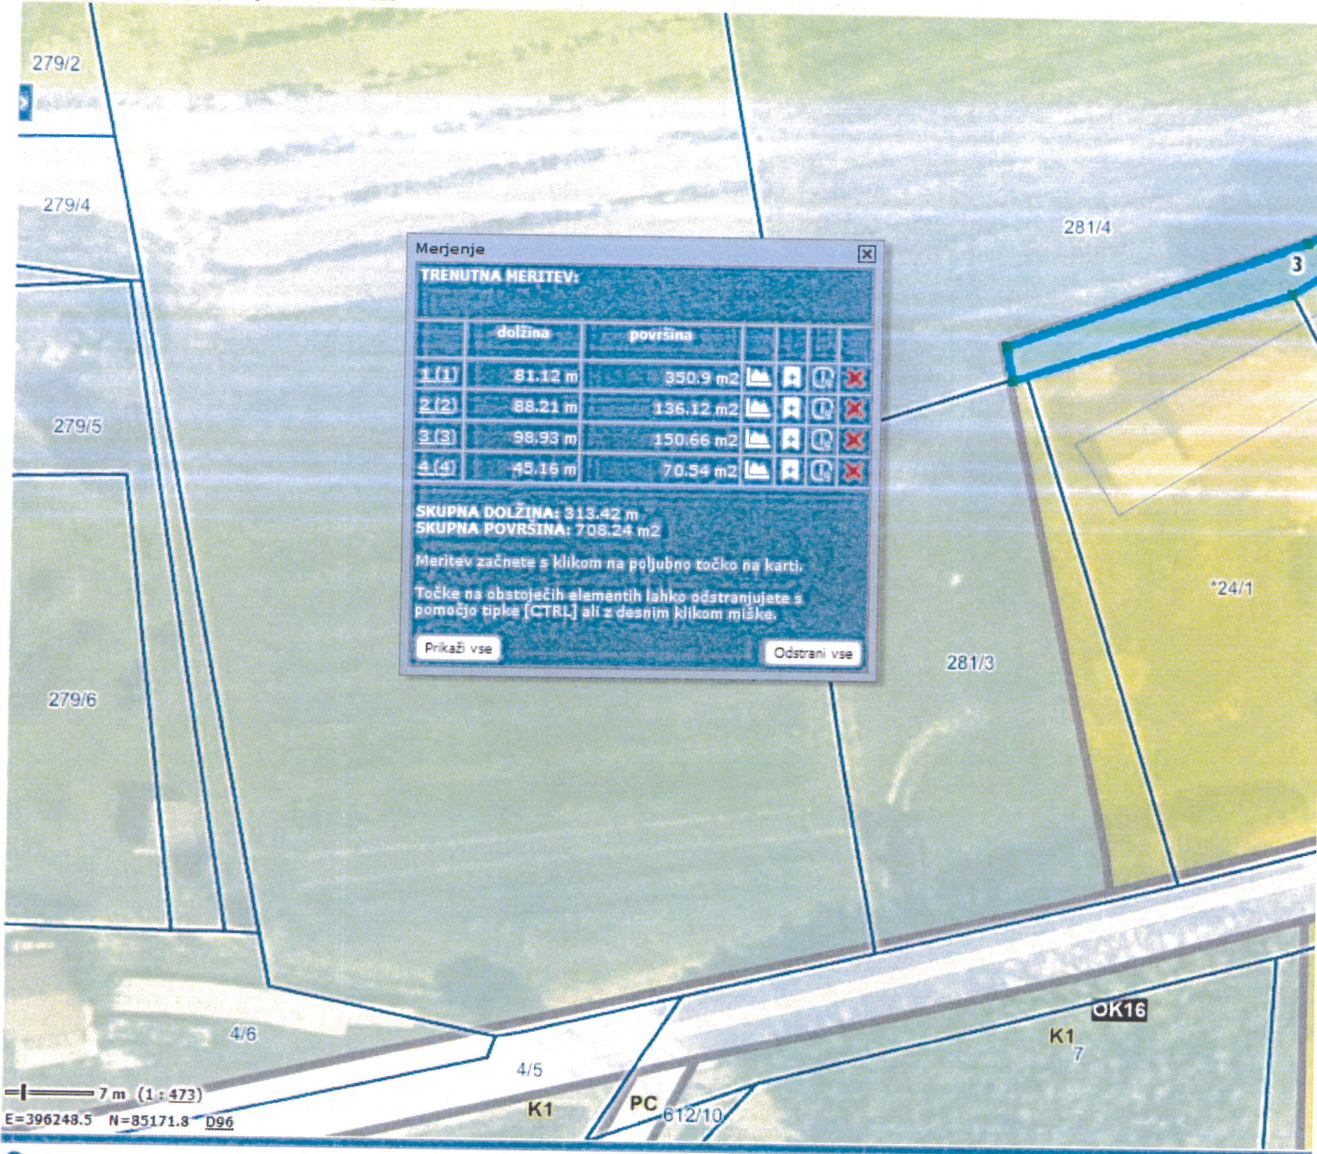 279/2
279/4
281/4
3
Merjenje
TRENUTNA MERITEV:
dolžina površina
1 (1) 81.12 m 350.9 m2
2 (2) 88.21 m 136.12 m2
3 (3) 98.93 m 150.66 m2
4 (4) 45.16 m 70.54 m2
SKUPNA DOLŽINA: 313.42 m
SKUPNA POVRŠINA: 708.24 m2
Meritev začnete s klikom na poljubno točko na karti.
Točke na obstoječih elementih lahko odstranjujete s
pomočjo tipke [CTRL] ali z desnim klikom miške.
Prikaži vse Odstrani vse
279/5
*24/1
281/3
279/6
OK16
4/6
K1
7
4/5
7 m (1 : 473)
K1
PC
612/10
E=396248.5 N=85171.8 D96